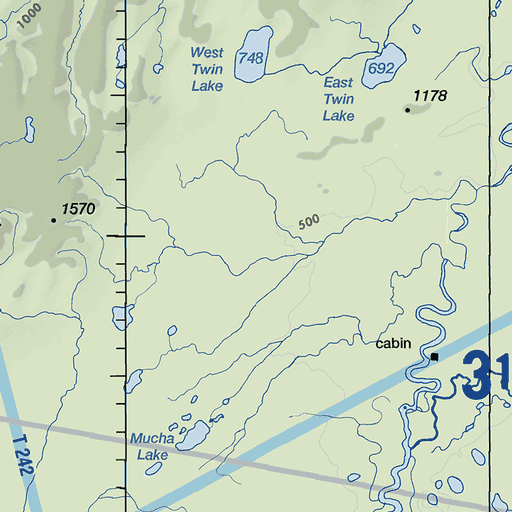 1000
West
Twin
Lake
748
East
Twin
Lake
692
1178
1570
500
cabin
31
Mucha
Lake
T 242